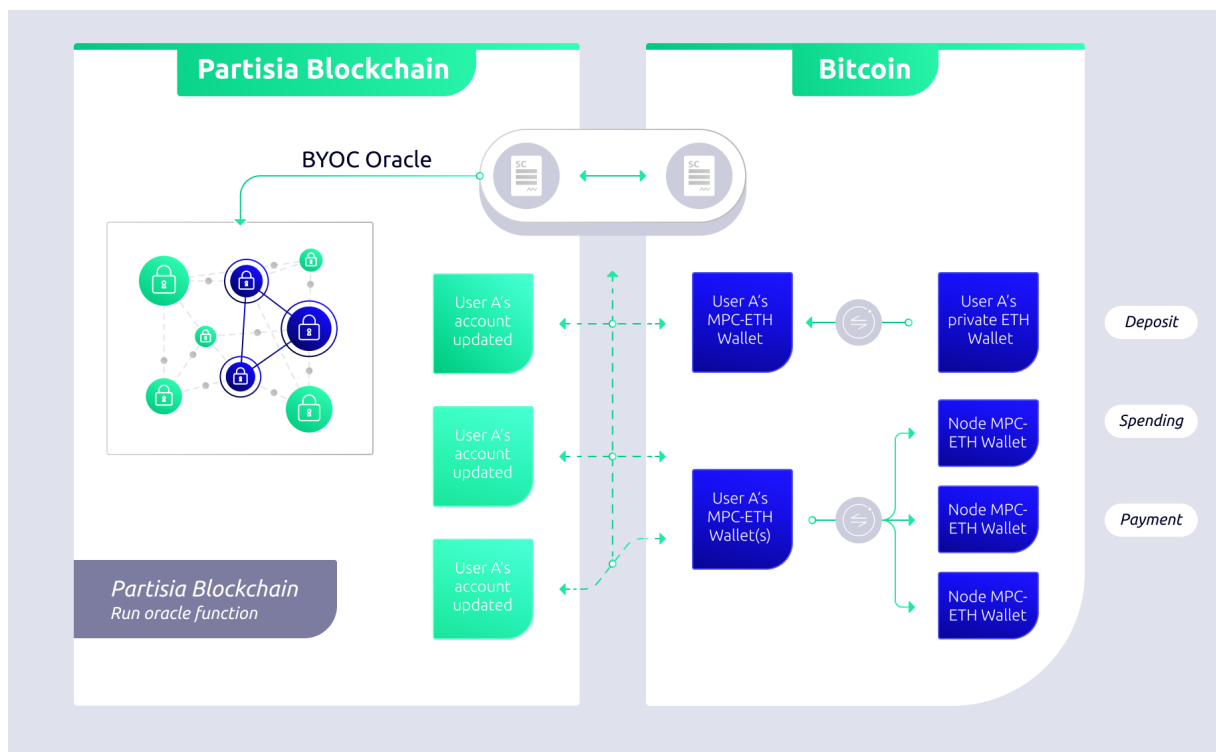 Partisia Blockchain
Bitcoin
BYOC Oracle
SC
SC
User A's
account
updated
User A's
MPC-ETH
Wallet
User A's
private ETH
Wallet
Deposit
User A's
account
updated
Node MPC-
ETH Wallet
Spending
User A's
MPC-ETH
Wallet(s)
Node MPC-
ETH Wallet
Payment
User A's
account
updated
Node MPC-
ETH Wallet
Partisia Blockchain
Run oracle function